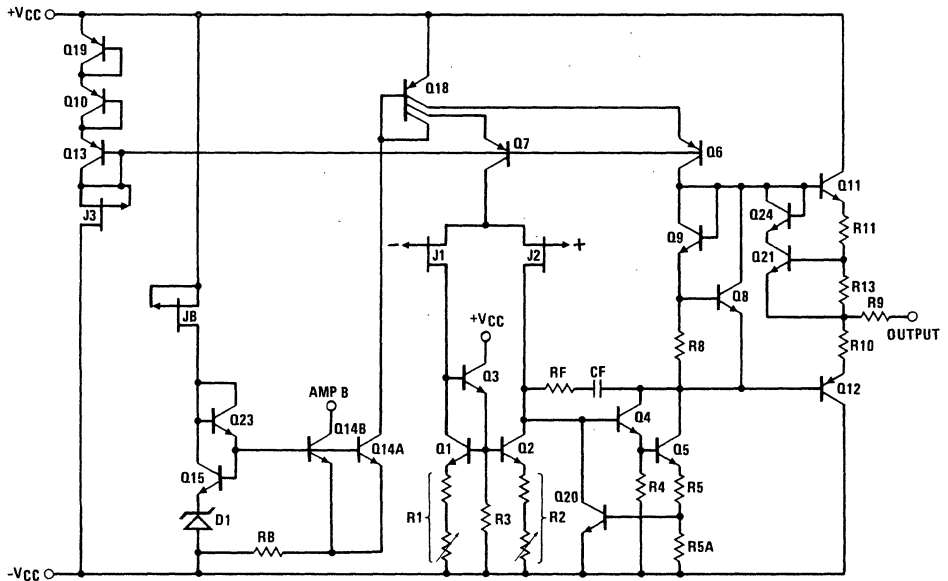 +VCC
Q19
Q10
Q13
J3
Q18
Q7
Q6
Q11
Q24
R11
Q9
Q21
J1
J2
Q8
R13
R9
OUTPUT
JB
+VCC
R8
R10
Q3
RF
CF
Q12
AMP B
Q23
Q14B
Q14A
Q4
Q1
Q2
Q5
Q15
Q20
R4
R5
D1
R1
R3
R2
RB
R5A
-VCC
-
+